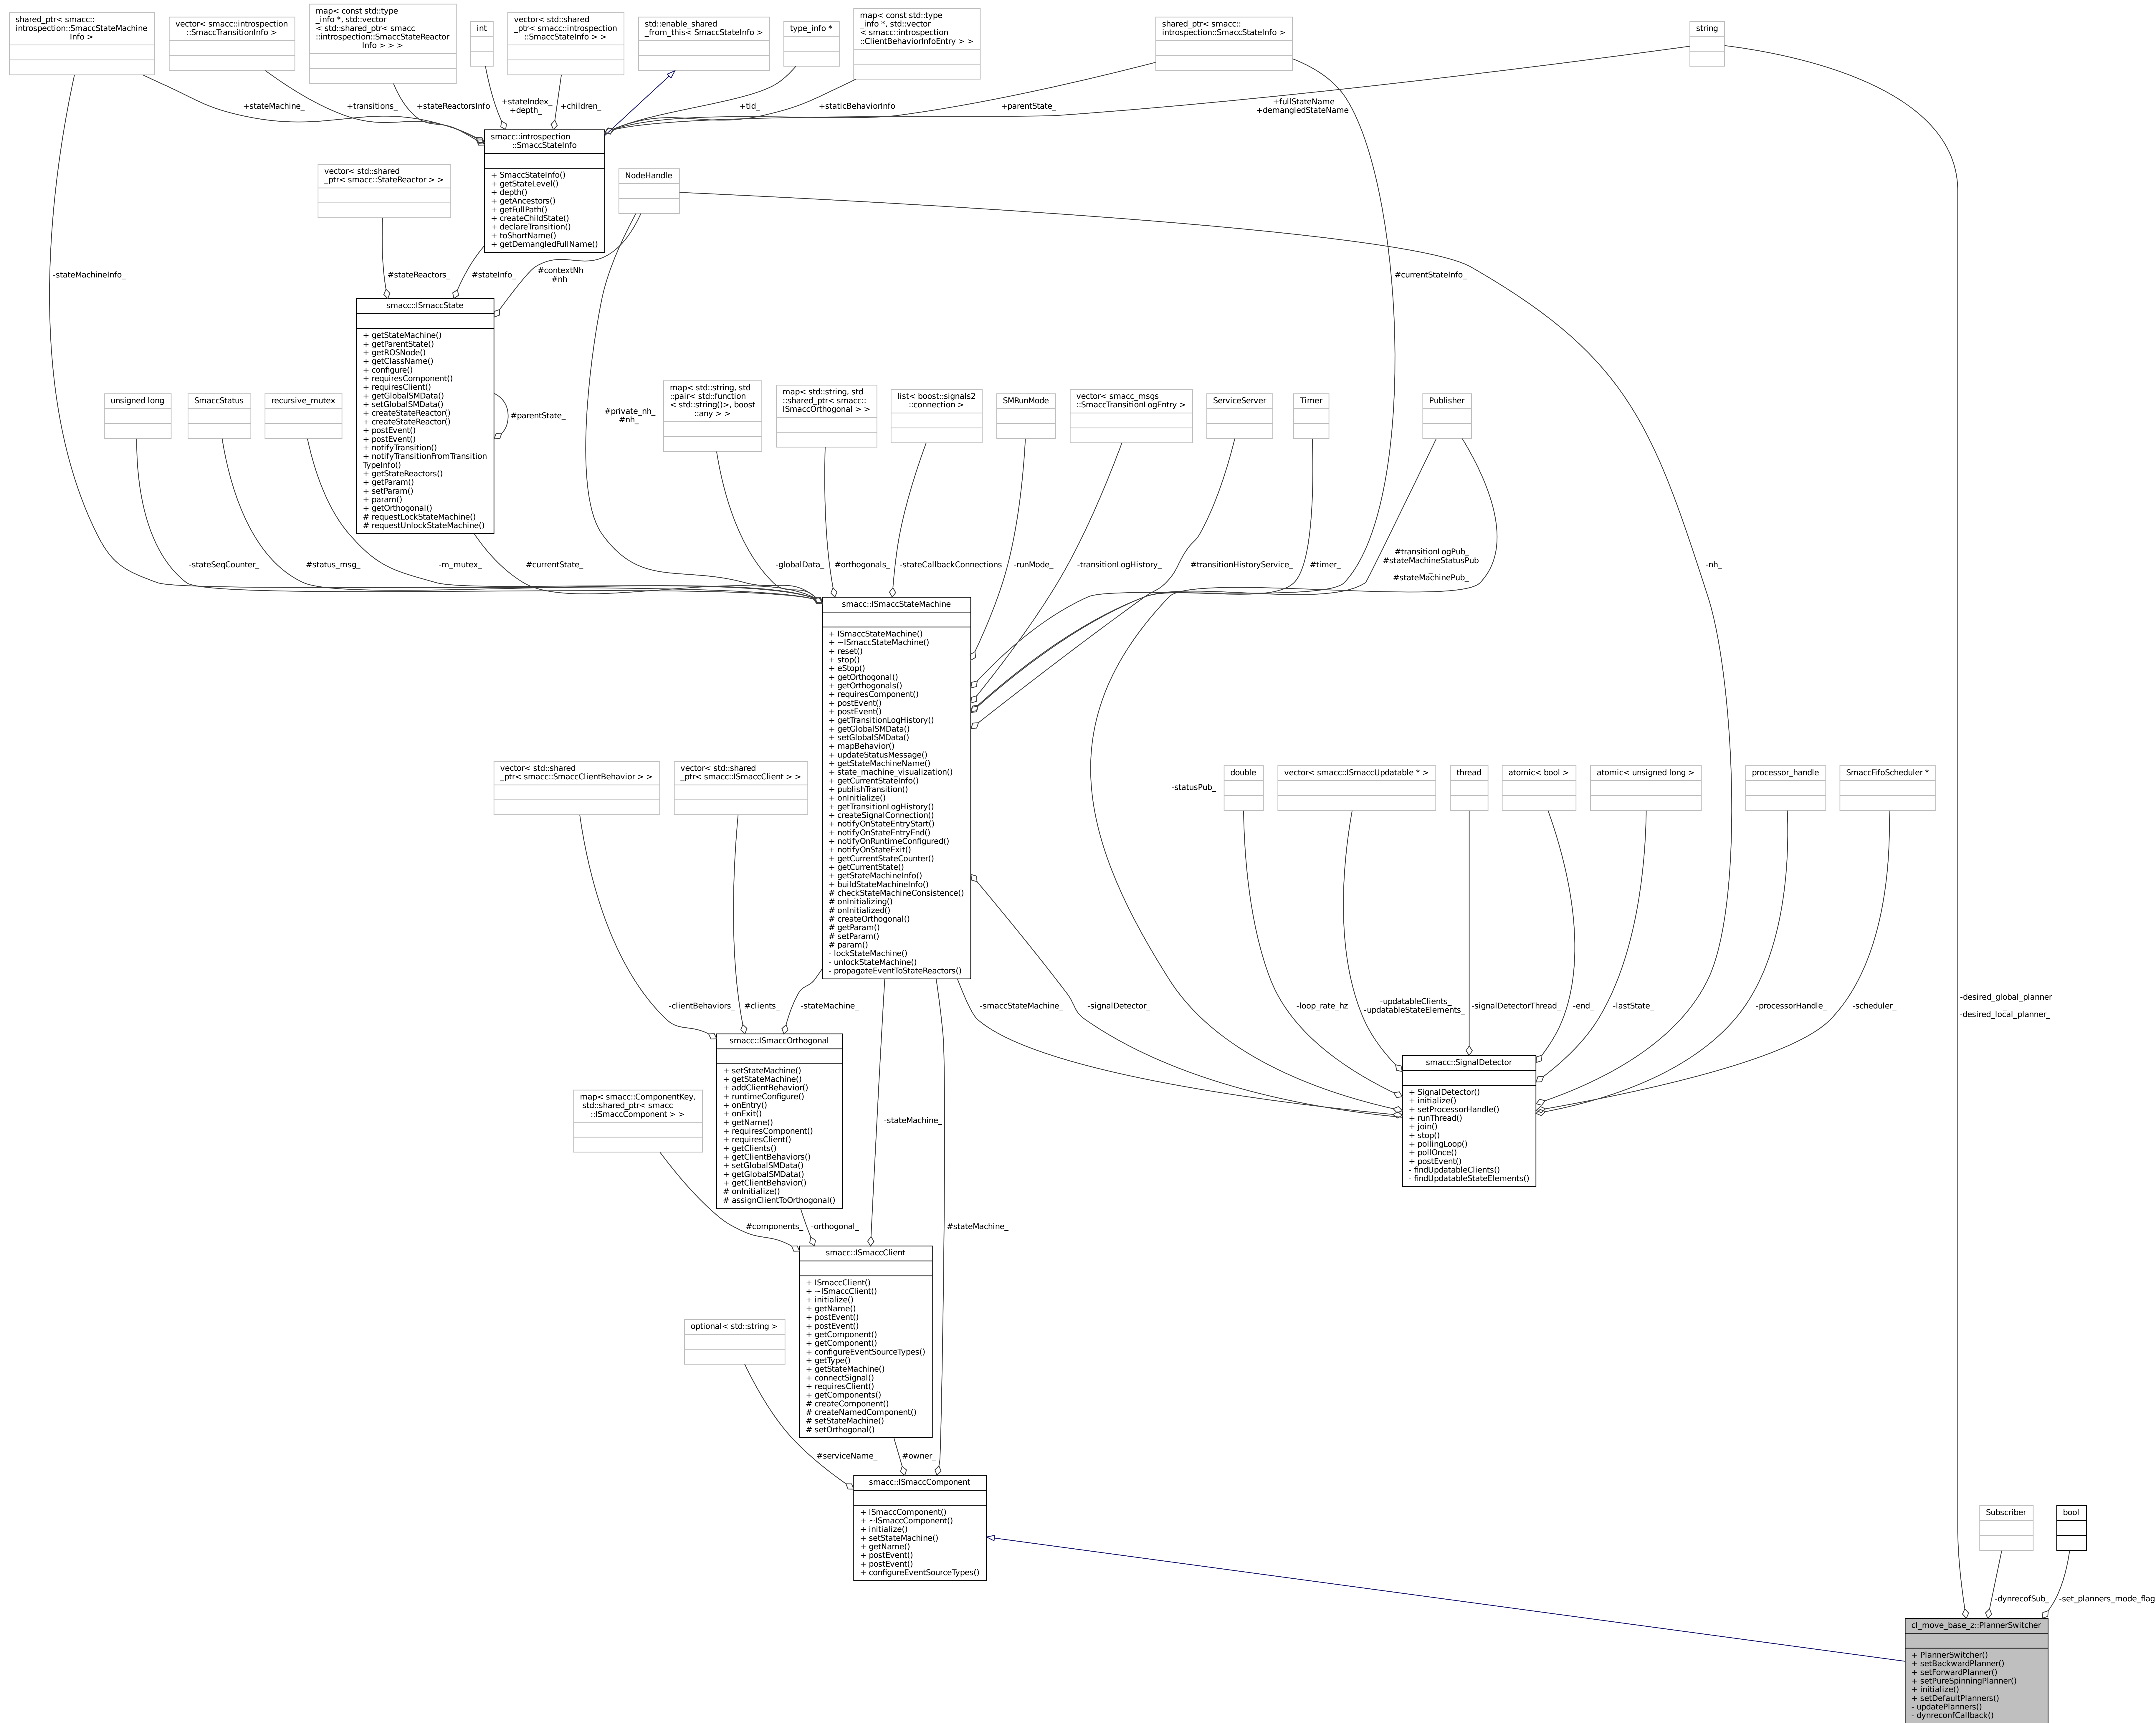 shared_ptr< smacc::
introspection::SmaccStateMachine
Info >
vector< smacc::introspection
::SmaccTransitionInfo >
map< const std::type
_info *, std::vector
< std::shared_ptr< smacc
::introspection::SmaccStateReactor
Info > > >
int
vector< std::shared
_ptr< smacc::introspection
::SmaccStateInfo > >
std::enable_shared
_from_this< SmaccStateInfo >
type_info *
map< const std::type
_info *, std::vector
< smacc::introspection
::ClientBehaviorInfoEntry > >
shared_ptr< smacc::
introspection::SmaccStateInfo >
string
+stateMachine_
+transitions_
+stateReactorsInfo
+stateIndex_
+depth_
+children_
+tid_
+staticBehaviorInfo
+parentState_
+fullStateName
+demangledStateName
smacc::introspection
::SmaccStateInfo
+ SmaccStateInfo()
+ getStateLevel()
+ depth()
+ getAncestors()
+ getFullPath()
+ createChildState()
+ declareTransition()
+ toShortName()
+ getDemangledFullName()
vector< std::shared
_ptr< smacc::StateReactor > >
NodeHandle
-stateMachineInfo_
#stateReactors_
#stateInfo_
#contextNh
#nh
#currentStateInfo_
smacc::ISmaccState
+ getStateMachine()
+ getParentState()
+ getROSNode()
+ getClassName()
+ configure()
+ requiresComponent()
+ requiresClient()
+ getGlobalSMData()
+ setGlobalSMData()
+ createStateReactor()
+ createStateReactor()
+ postEvent()
+ postEvent()
+ notifyTransition()
+ notifyTransitionFromTransition
TypeInfo()
+ getStateReactors()
+ getParam()
+ setParam()
+ param()
+ getOrthogonal()
# requestLockStateMachine()
# requestUnlockStateMachine()
#parentState_
unsigned long
SmaccStatus
recursive_mutex
#private_nh_
#nh_
map< std::string, std
::pair< std::function
< std::string()>, boost
::any > >
map< std::string, std
::shared_ptr< smacc::
ISmaccOrthogonal > >
list< boost::signals2
::connection >
SMRunMode
vector< smacc_msgs
::SmaccTransitionLogEntry >
ServiceServer
Timer
Publisher
-stateSeqCounter_
#status_msg_
-m_mutex_
#currentState_
-globalData_
#orthogonals_
-stateCallbackConnections
-runMode_
-transitionLogHistory_
#transitionHistoryService_
#timer_
#transitionLogPub_
#stateMachineStatusPub
_
#stateMachinePub_
-nh_
smacc::ISmaccStateMachine
+ ISmaccStateMachine()
+ ~ISmaccStateMachine()
+ reset()
+ stop()
+ eStop()
+ getOrthogonal()
+ getOrthogonals()
+ requiresComponent()
+ postEvent()
+ postEvent()
+ getTransitionLogHistory()
+ getGlobalSMData()
+ setGlobalSMData()
+ mapBehavior()
+ updateStatusMessage()
+ getStateMachineName()
+ state_machine_visualization()
+ getCurrentStateInfo()
+ publishTransition()
+ onInitialize()
+ getTransitionLogHistory()
+ createSignalConnection()
+ notifyOnStateEntryStart()
+ notifyOnStateEntryEnd()
+ notifyOnRuntimeConfigured()
+ notifyOnStateExit()
+ getCurrentStateCounter()
+ getCurrentState()
+ getStateMachineInfo()
+ buildStateMachineInfo()
# checkStateMachineConsistence()
# onInitializing()
# onInitialized()
# createOrthogonal()
# getParam()
# setParam()
# param()
- lockStateMachine()
- unlockStateMachine()
- propagateEventToStateReactors()
vector< std::shared
_ptr< smacc::SmaccClientBehavior > >
vector< std::shared
_ptr< smacc::ISmaccClient > >
-statusPub_
double
vector< smacc::ISmaccUpdatable * >
thread
atomic< bool >
atomic< unsigned long >
processor_handle
SmaccFifoScheduler *
-clientBehaviors_
#clients_
-stateMachine_
-smaccStateMachine_
-signalDetector_
-loop_rate_hz
-updatableClients_
-updatableStateElements_
-signalDetectorThread_
-end_
-lastState_
-processorHandle_
-scheduler_
-desired_global_planner
_
-desired_local_planner_
smacc::ISmaccOrthogonal
+ setStateMachine()
+ getStateMachine()
+ addClientBehavior()
+ runtimeConfigure()
+ onEntry()
+ onExit()
+ getName()
+ requiresComponent()
+ requiresClient()
+ getClients()
+ getClientBehaviors()
+ setGlobalSMData()
+ getGlobalSMData()
+ getClientBehavior()
# onInitialize()
# assignClientToOrthogonal()
smacc::SignalDetector
+ SignalDetector()
+ initialize()
+ setProcessorHandle()
+ runThread()
+ join()
+ stop()
+ pollingLoop()
+ pollOnce()
+ postEvent()
- findUpdatableClients()
- findUpdatableStateElements()
map< smacc::ComponentKey,
std::shared_ptr< smacc
::ISmaccComponent > >
-stateMachine_
#components_
-orthogonal_
#stateMachine_
smacc::ISmaccClient
+ ISmaccClient()
+ ~ISmaccClient()
+ initialize()
+ getName()
+ postEvent()
+ postEvent()
+ getComponent()
+ getComponent()
+ configureEventSourceTypes()
+ getType()
+ getStateMachine()
+ connectSignal()
+ requiresClient()
+ getComponents()
# createComponent()
# createNamedComponent()
# setStateMachine()
# setOrthogonal()
optional< std::string >
#serviceName_
#owner_
smacc::ISmaccComponent
+ ISmaccComponent()
+ ~ISmaccComponent()
+ initialize()
+ setStateMachine()
+ getName()
+ postEvent()
+ postEvent()
+ configureEventSourceTypes()
Subscriber
bool
-dynrecofSub_
-set_planners_mode_flag
cl_move_base_z::PlannerSwitcher
+ PlannerSwitcher()
+ setBackwardPlanner()
+ setForwardPlanner()
+ setPureSpinningPlanner()
+ initialize()
+ setDefaultPlanners()
- updatePlanners()
- dynreconfCallback()